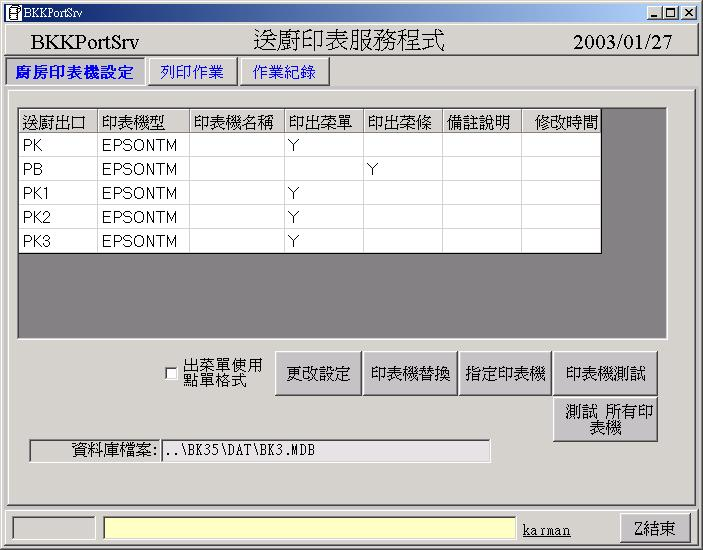 BKKPortSrv
BKKPortSrv 送廚印表服務程式 2003/01/27
廚房印表機設定 列印作業 作業紀錄
送廚出口 印表機型 印表機名稱 印出菜單 印出菜條 備註說明 修改時間
PK EPSONTM Y
PB EPSONTM Y
PK1 EPSONTM Y
PK2 EPSONTM Y
PK3 EPSONTM Y
出菜單使用
點單格式
更改設定 印表機替換 指定印表機 印表機測試
測試 所有印
表機
資料庫檔案: ..\BK35\DAT\BK3.MDB
karman Z結束